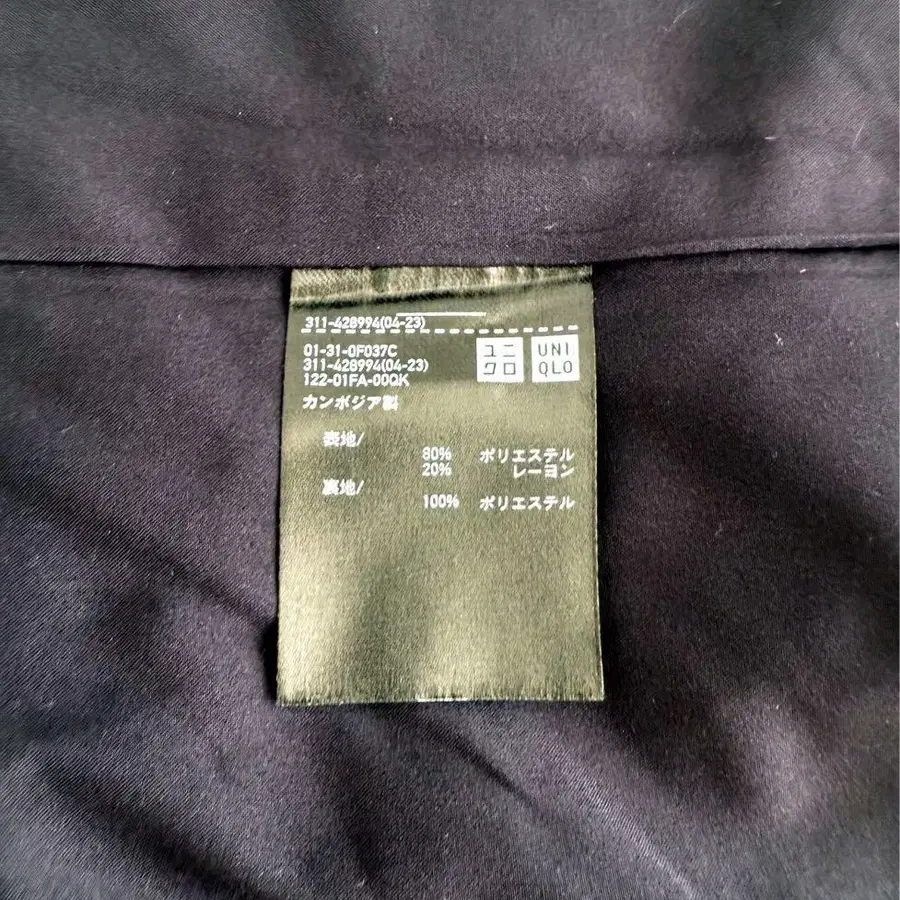 311-428994(04-23)
01-31-0F037C
311-428994(04-23)
122-01FA-00QK
ユニ
クロ
UNI
QLO
カンボジア製
表地/
80% ポリエステル
20% レーヨン
裏地/
100% ポリエステル